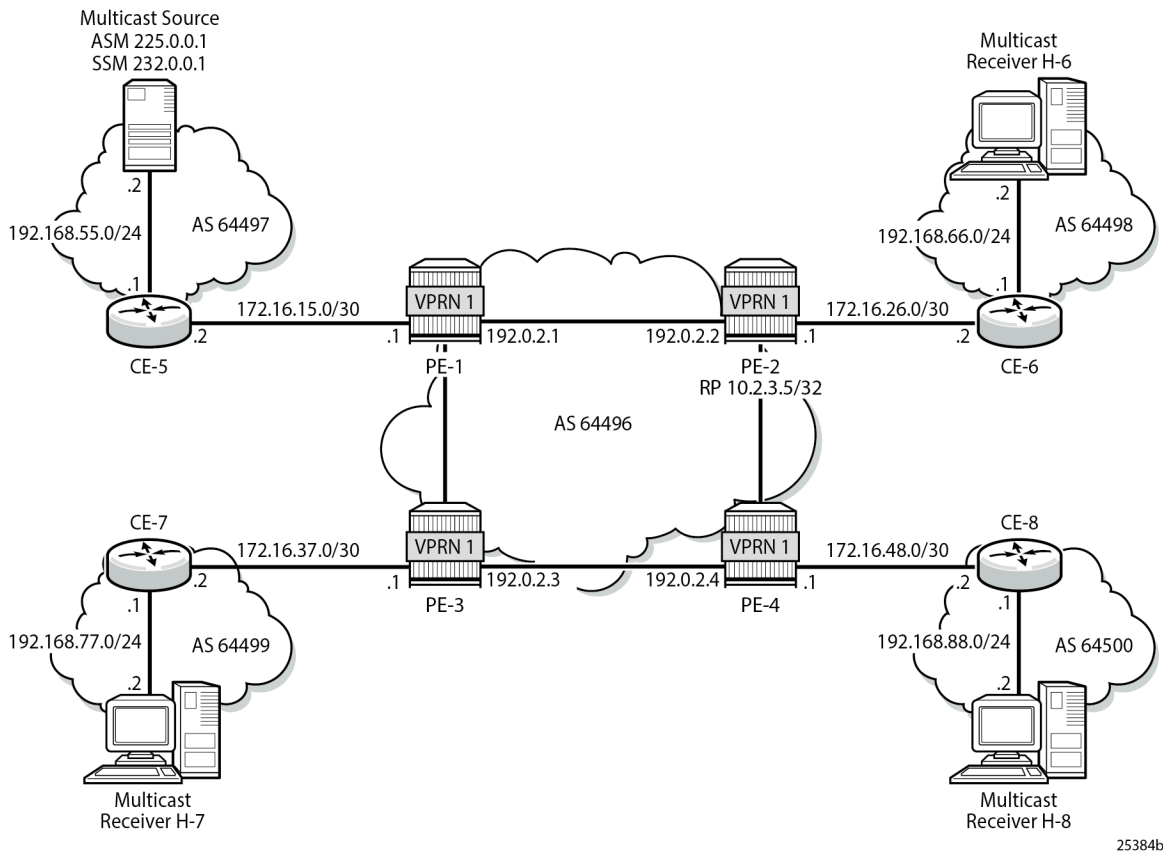 Multicast Source
ASM 225.0.0.1
SSM 232.0.0.1
Multicast
Receiver H-6
.2
.2
192.168.55.0/24
AS 64497
192.168.66.0/24
AS 64498
.1
.1
172.16.15.0/30
VPRN 1
VPRN 1
172.16.26.0/30
.2
.1
192.0.2.1
192.0.2.2
.1
.2
CE-5
PE-1
PE-2
CE-6
RP 10.2.3.5/32
AS 64496
CE-7
CE-8
172.16.37.0/30
VPRN 1
VPRN 1
172.16.48.0/30
.2
.1
192.0.2.3
192.0.2.4
.1
.2
.1
PE-3
PE-4
.1
192.168.77.0/24
AS 64499
192.168.88.0/24
AS 64500
.2
.2
Multicast
Receiver H-7
Multicast
Receiver H-8
25384b